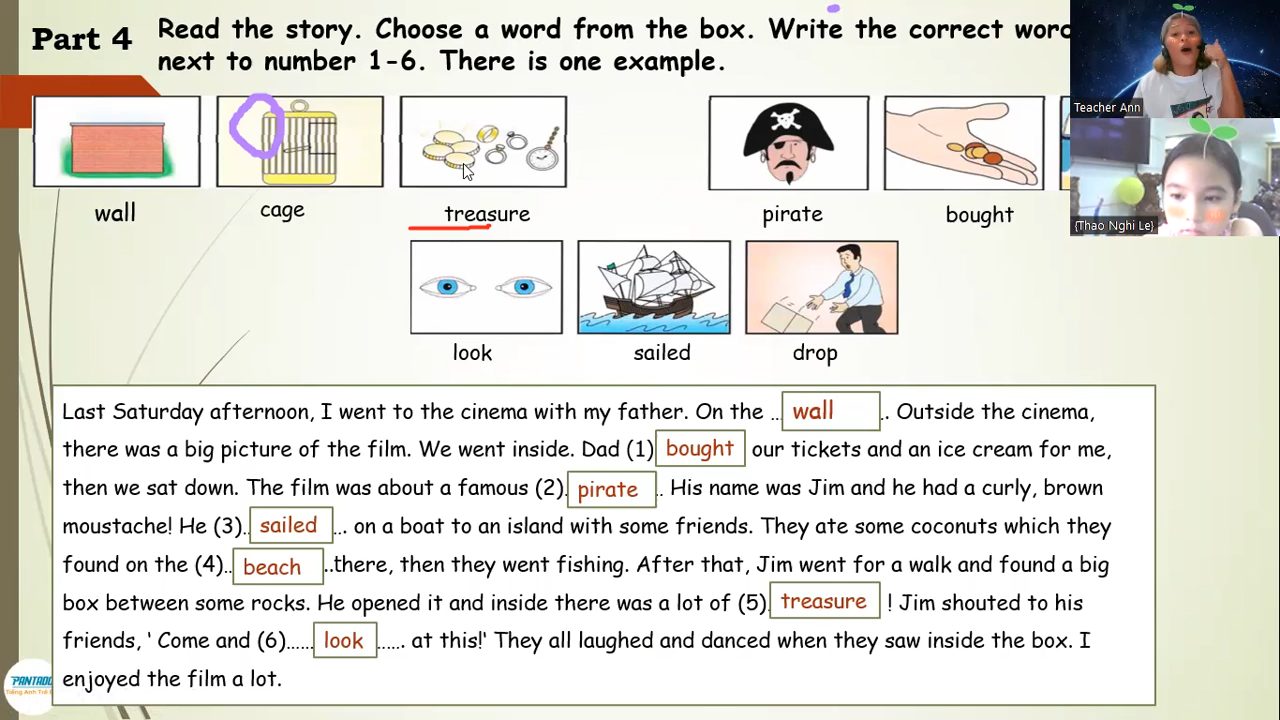 Part 4
Read the story. Choose a word from the box. Write the correct word
next to number 1-6. There is one example.
Teacher Ann
{Thao Nghi Le}
wall cage treasure pirate bought
look sailed drop
Last Saturday afternoon, I went to the cinema with my father. On the ... wall .. Outside the cinema,
there was a big picture of the film. We went inside. Dad (1) bought our tickets and an ice cream for me,
then we sat down. The film was about a famous (2). pirate . His name was Jim and he had a curly, brown
moustache! He (3).. sailed ... on a boat to an island with some friends. They ate some coconuts which they
found on the (4).. beach ..there, then they went fishing. After that, Jim went for a walk and found a big
box between some rocks. He opened it and inside there was a lot of (5) treasure ! Jim shouted to his
friends, ' Come and (6)...... look ...... at this!' They all laughed and danced when they saw inside the box. I
enjoyed the film a lot.